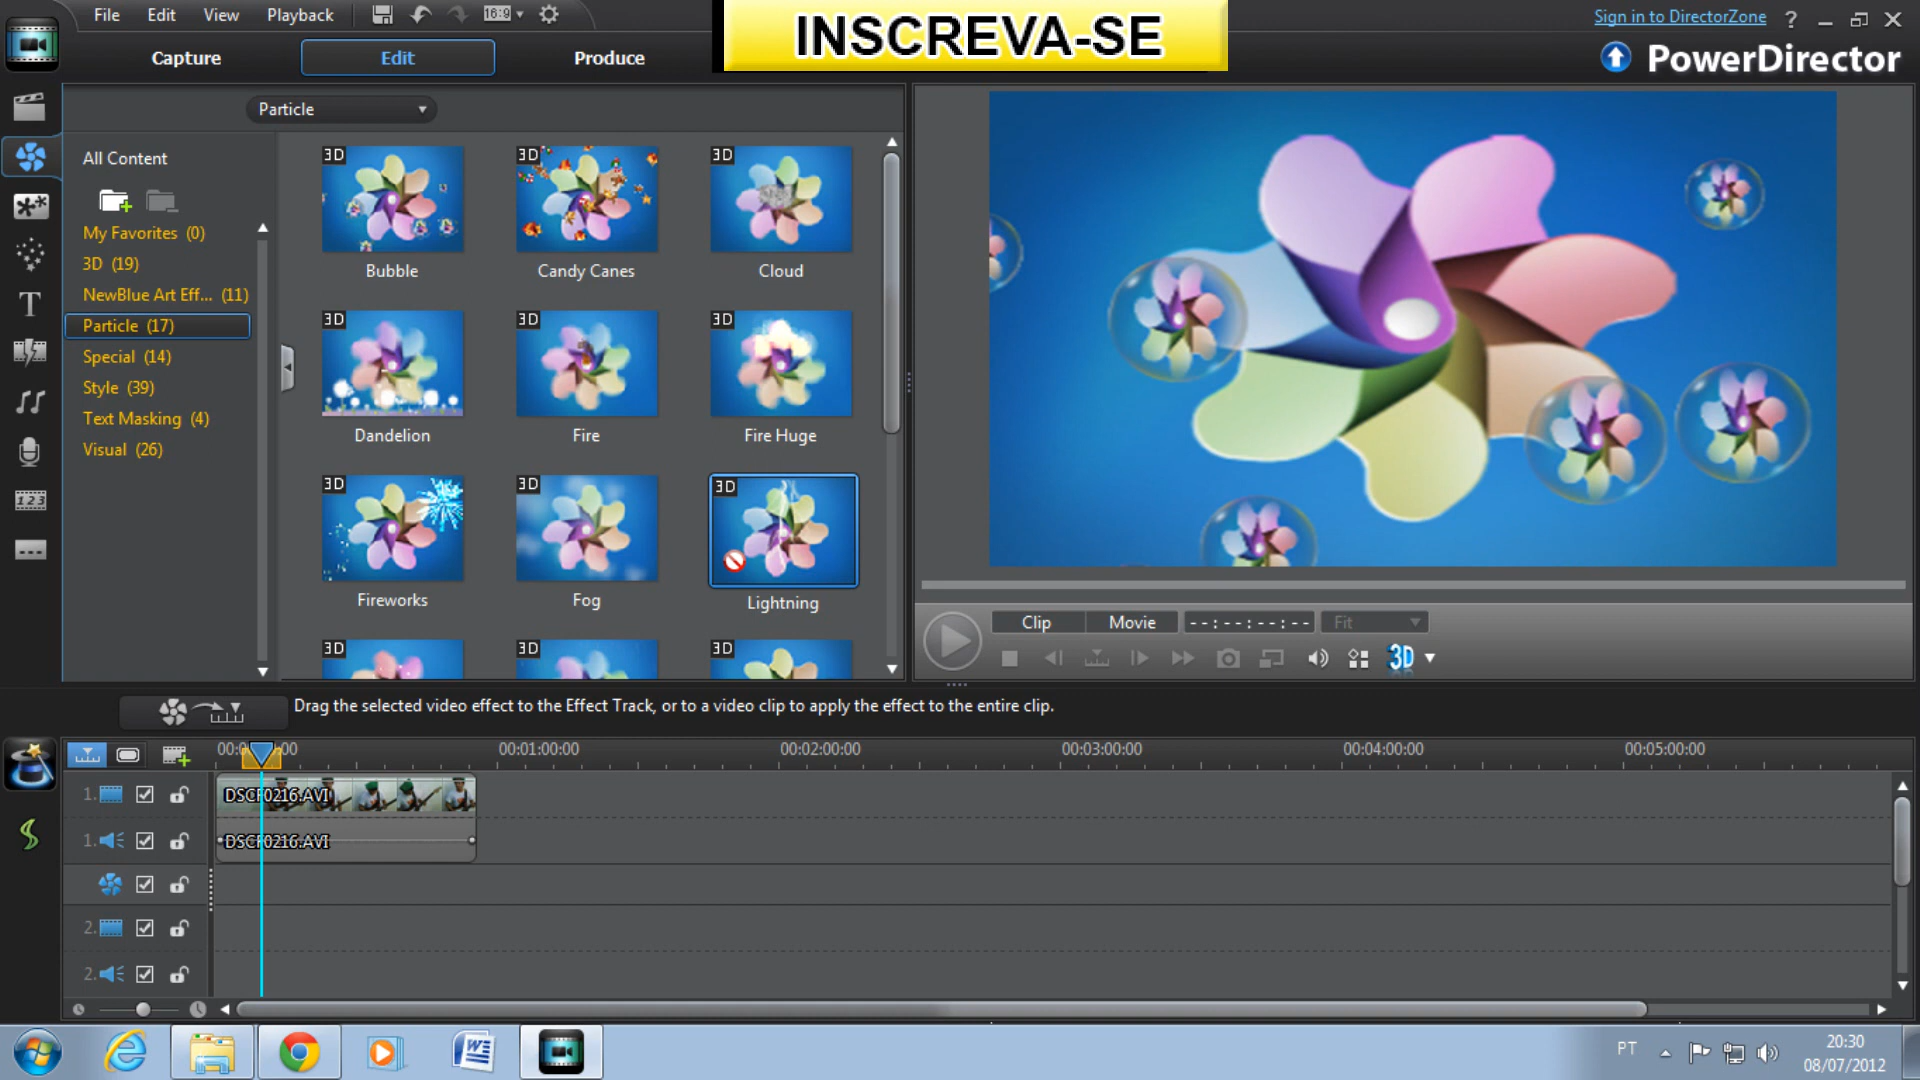 File Edit View Playback 16:9
INSCREVA-SE
Sign in to DirectorZone ?
Capture Edit Produce
PowerDirector
Particle
All Content
My Favorites (0)
3D (19)
NewBlue Art Eff... (11)
Particle (17)
Special (14)
Style (39)
Text Masking (4)
Visual (26)
3D 3D 3D
Bubble Candy Canes Cloud
3D 3D 3D
Dandelion Fire Fire Huge
3D 3D 3D
Fireworks Fog Lightning
3D 3D 3D
T
1 2 3
Clip Movie --:--:--:-- Fit
3D
Drag the selected video effect to the Effect Track, or to a video clip to apply the effect to the entire clip.
00:01:00:00 00:02:00:00 00:03:00:00 00:04:00:00 00:05:00:00
1. DSCF0216.AVI
1. DSCF0216.AVI
2.
2.
PT
20:30
08/07/2012